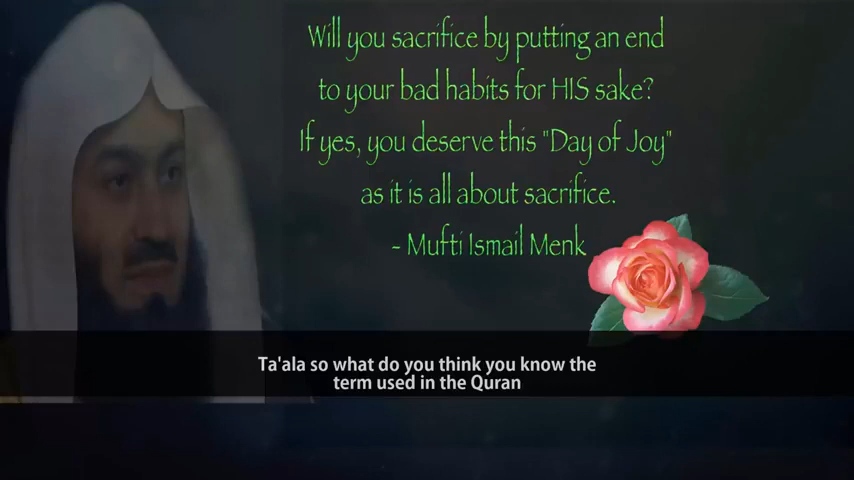 Will you sacrifice by putting an end
to your bad habits for HIS sake?
If yes, you deserve this "Day of Joy"
as it is all about sacrifice.
- Mufti Ismail Menk
Ta'ala so what do you think you know the
term used in the Quran